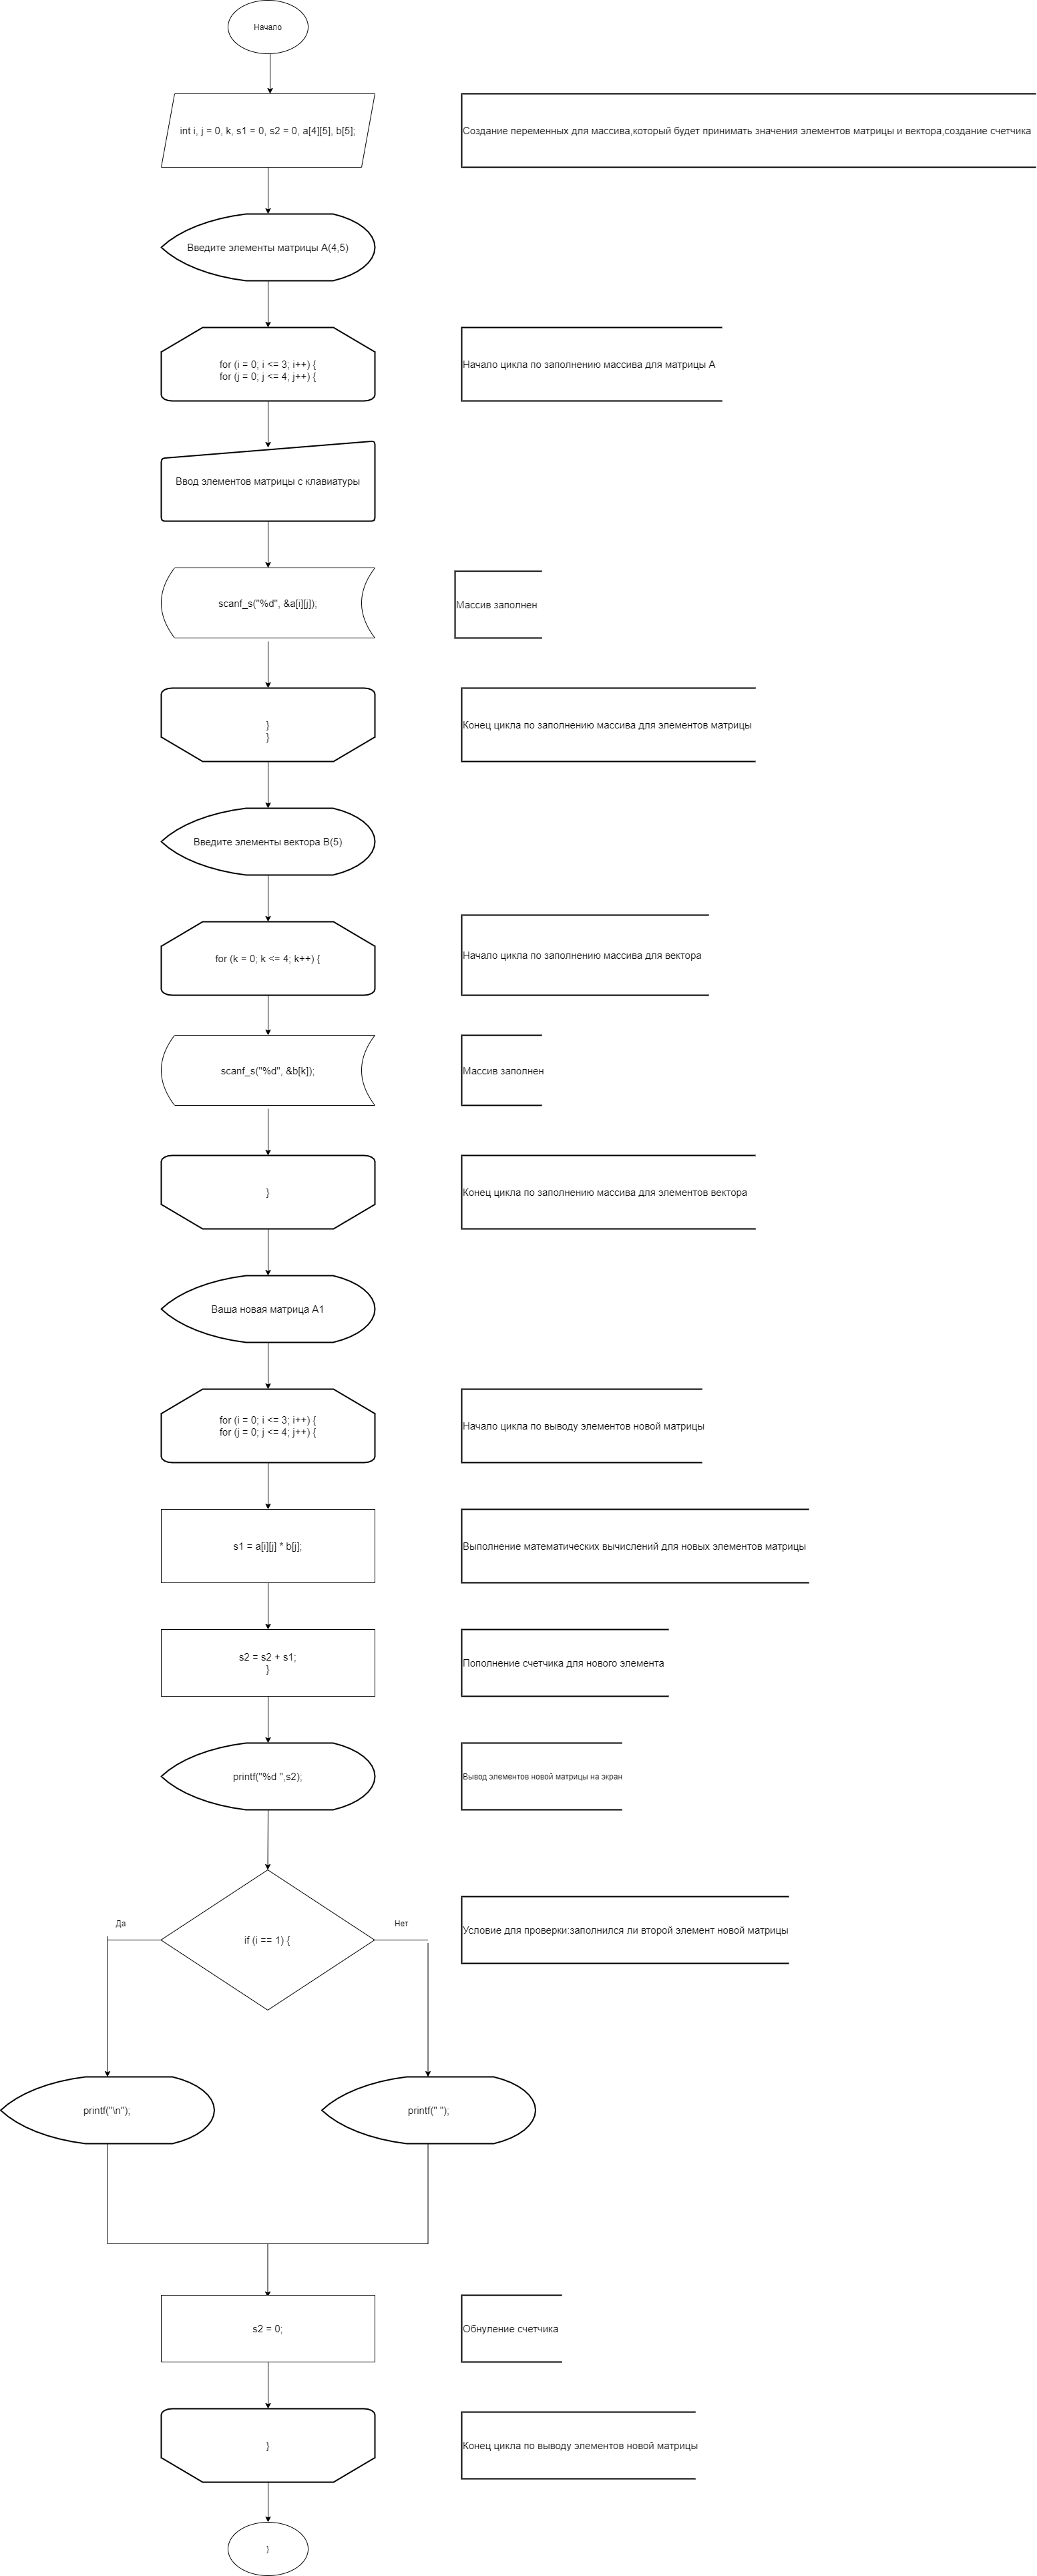 Начало
int i, j = 0, k, s1 = 0, s2 = 0, a[4][5], b[5];
Создание переменных для массива,который будет принимать значения элементов матрицы и вектора,создание счетчика
Введите элементы матрицы A(4,5)
for (i = 0; i <= 3; i++) {
for (j = 0; j <= 4; j++) {
Начало цикла по заполнению массива для матрицы А
Ввод элементов матрицы с клавиатуры
scanf_s("%d", &a[i][j]);
Массив заполнен
}
}
Конец цикла по заполнению массива для элементов матрицы
Введите элементы вектора B(5)
for (k = 0; k <= 4; k++) {
Начало цикла по заполнению массива для вектора
scanf_s("%d", &b[k]);
Массив заполнен
}
Конец цикла по заполнению массива для элементов вектора
Ваша новая матрица A1
for (i = 0; i <= 3; i++) {
for (j = 0; j <= 4; j++) {
Начало цикла по выводу элементов новой матрицы
s1 = a[i][j] * b[j];
Выполнение математических вычислений для новых элементов матрицы
s2 = s2 + s1;
}
Пополнение счетчика для нового элемента
printf("%d ",s2);
Вывод элементов новой матрицы на экран
Да
Нет
if (i == 1) {
Условие для проверки:заполнился ли второй элемент новой матрицы
printf("\n");
printf(" ");
s2 = 0;
Обнуление счетчика
}
Конец цикла по выводу элементов новой матрицы
}